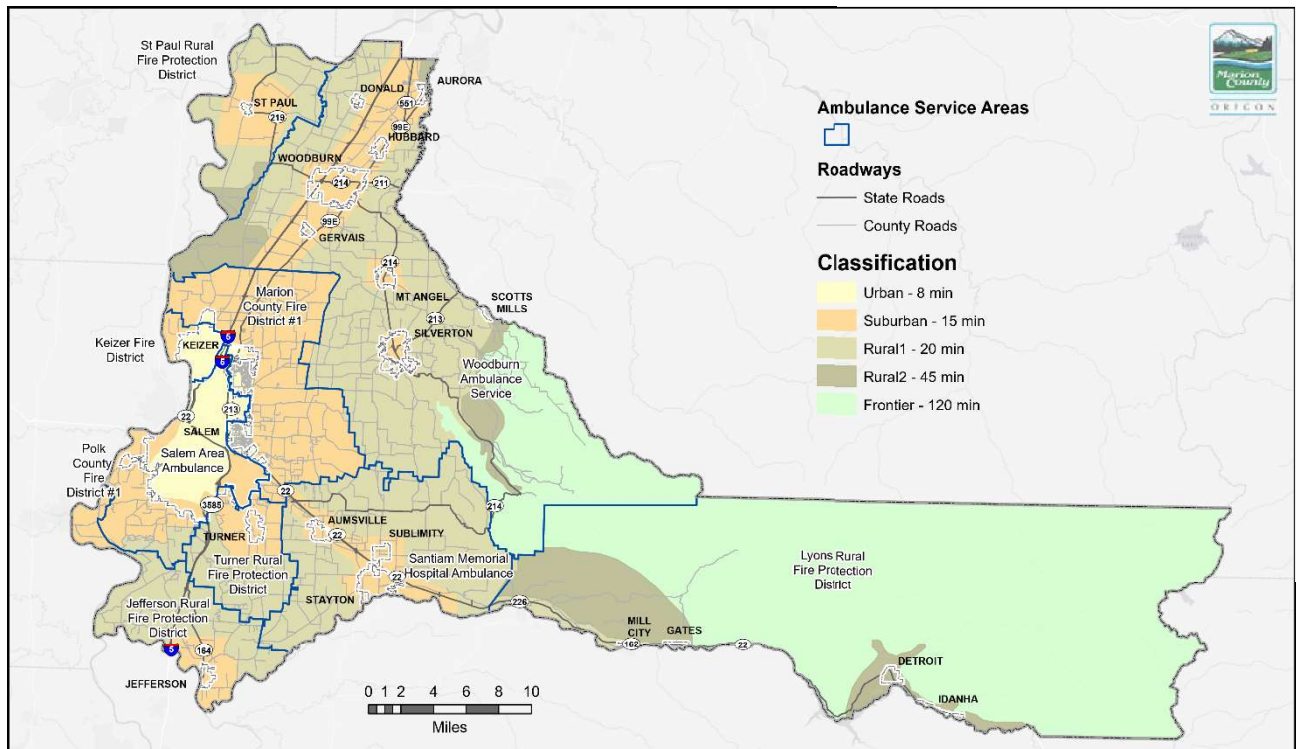 St Paul Rural
Fire Protection
District
DONALD
AURORA
ST PAUL
219
551
99E
HUBBARD
WOODBURN
214
211
99E
GERVAIS
214
Marion
County Fire
District #1
MT ANGEL
SCOTTS
MILLS
213
SILVERTON
5
KEIZER
Keizer Fire
District
5
Woodburn
Ambulance
Service
213
22
SALEM
Salem Area
Ambulance
Polk
County
Fire
District #1
22
3585
214
AUMSVILLE
22
SUBLIMITY
TURNER
Turner Rural
Fire Protection
District
Santiam Memorial
Hospital Ambulance
22
STAYTON
Lyons Rural
Fire Protection
District
Jefferson Rural
Fire Protection
District
226
MILL
CITY
GATES
162
22
5
164
JEFFERSON
DETROIT
IDANHA
0 1 2 4 6 8 10
Miles
Ambulance Service Areas
Roadways
State Roads
County Roads
Classification
Urban - 8 min
Suburban - 15 min
Rural1 - 20 min
Rural2 - 45 min
Frontier - 120 min
Marion
County
OREGON